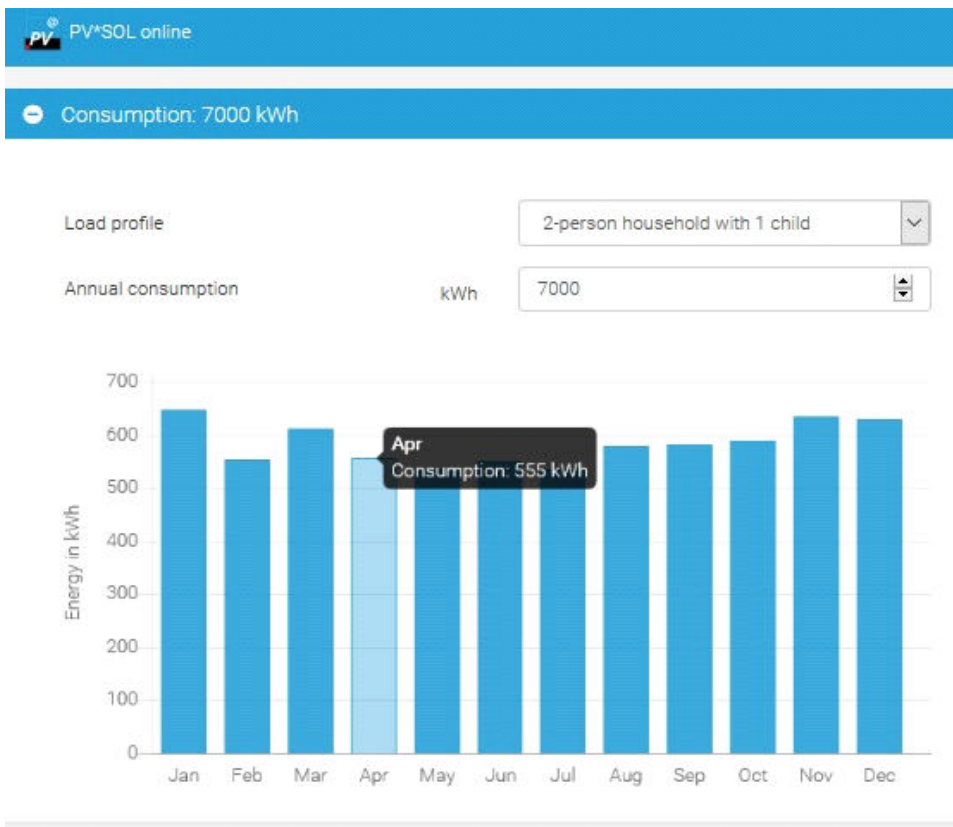 @
PV PV*SOL online
Consumption: 7000 kWh
Load profile 2-person household with 1 child
Annual consumption kWh 7000
700
600
500
400
300
200
100
0
Energy in kWh
Apr
Consumption: 555 kWh
Jan Feb Mar Apr May Jun Jul Aug Sep Oct Nov Dec